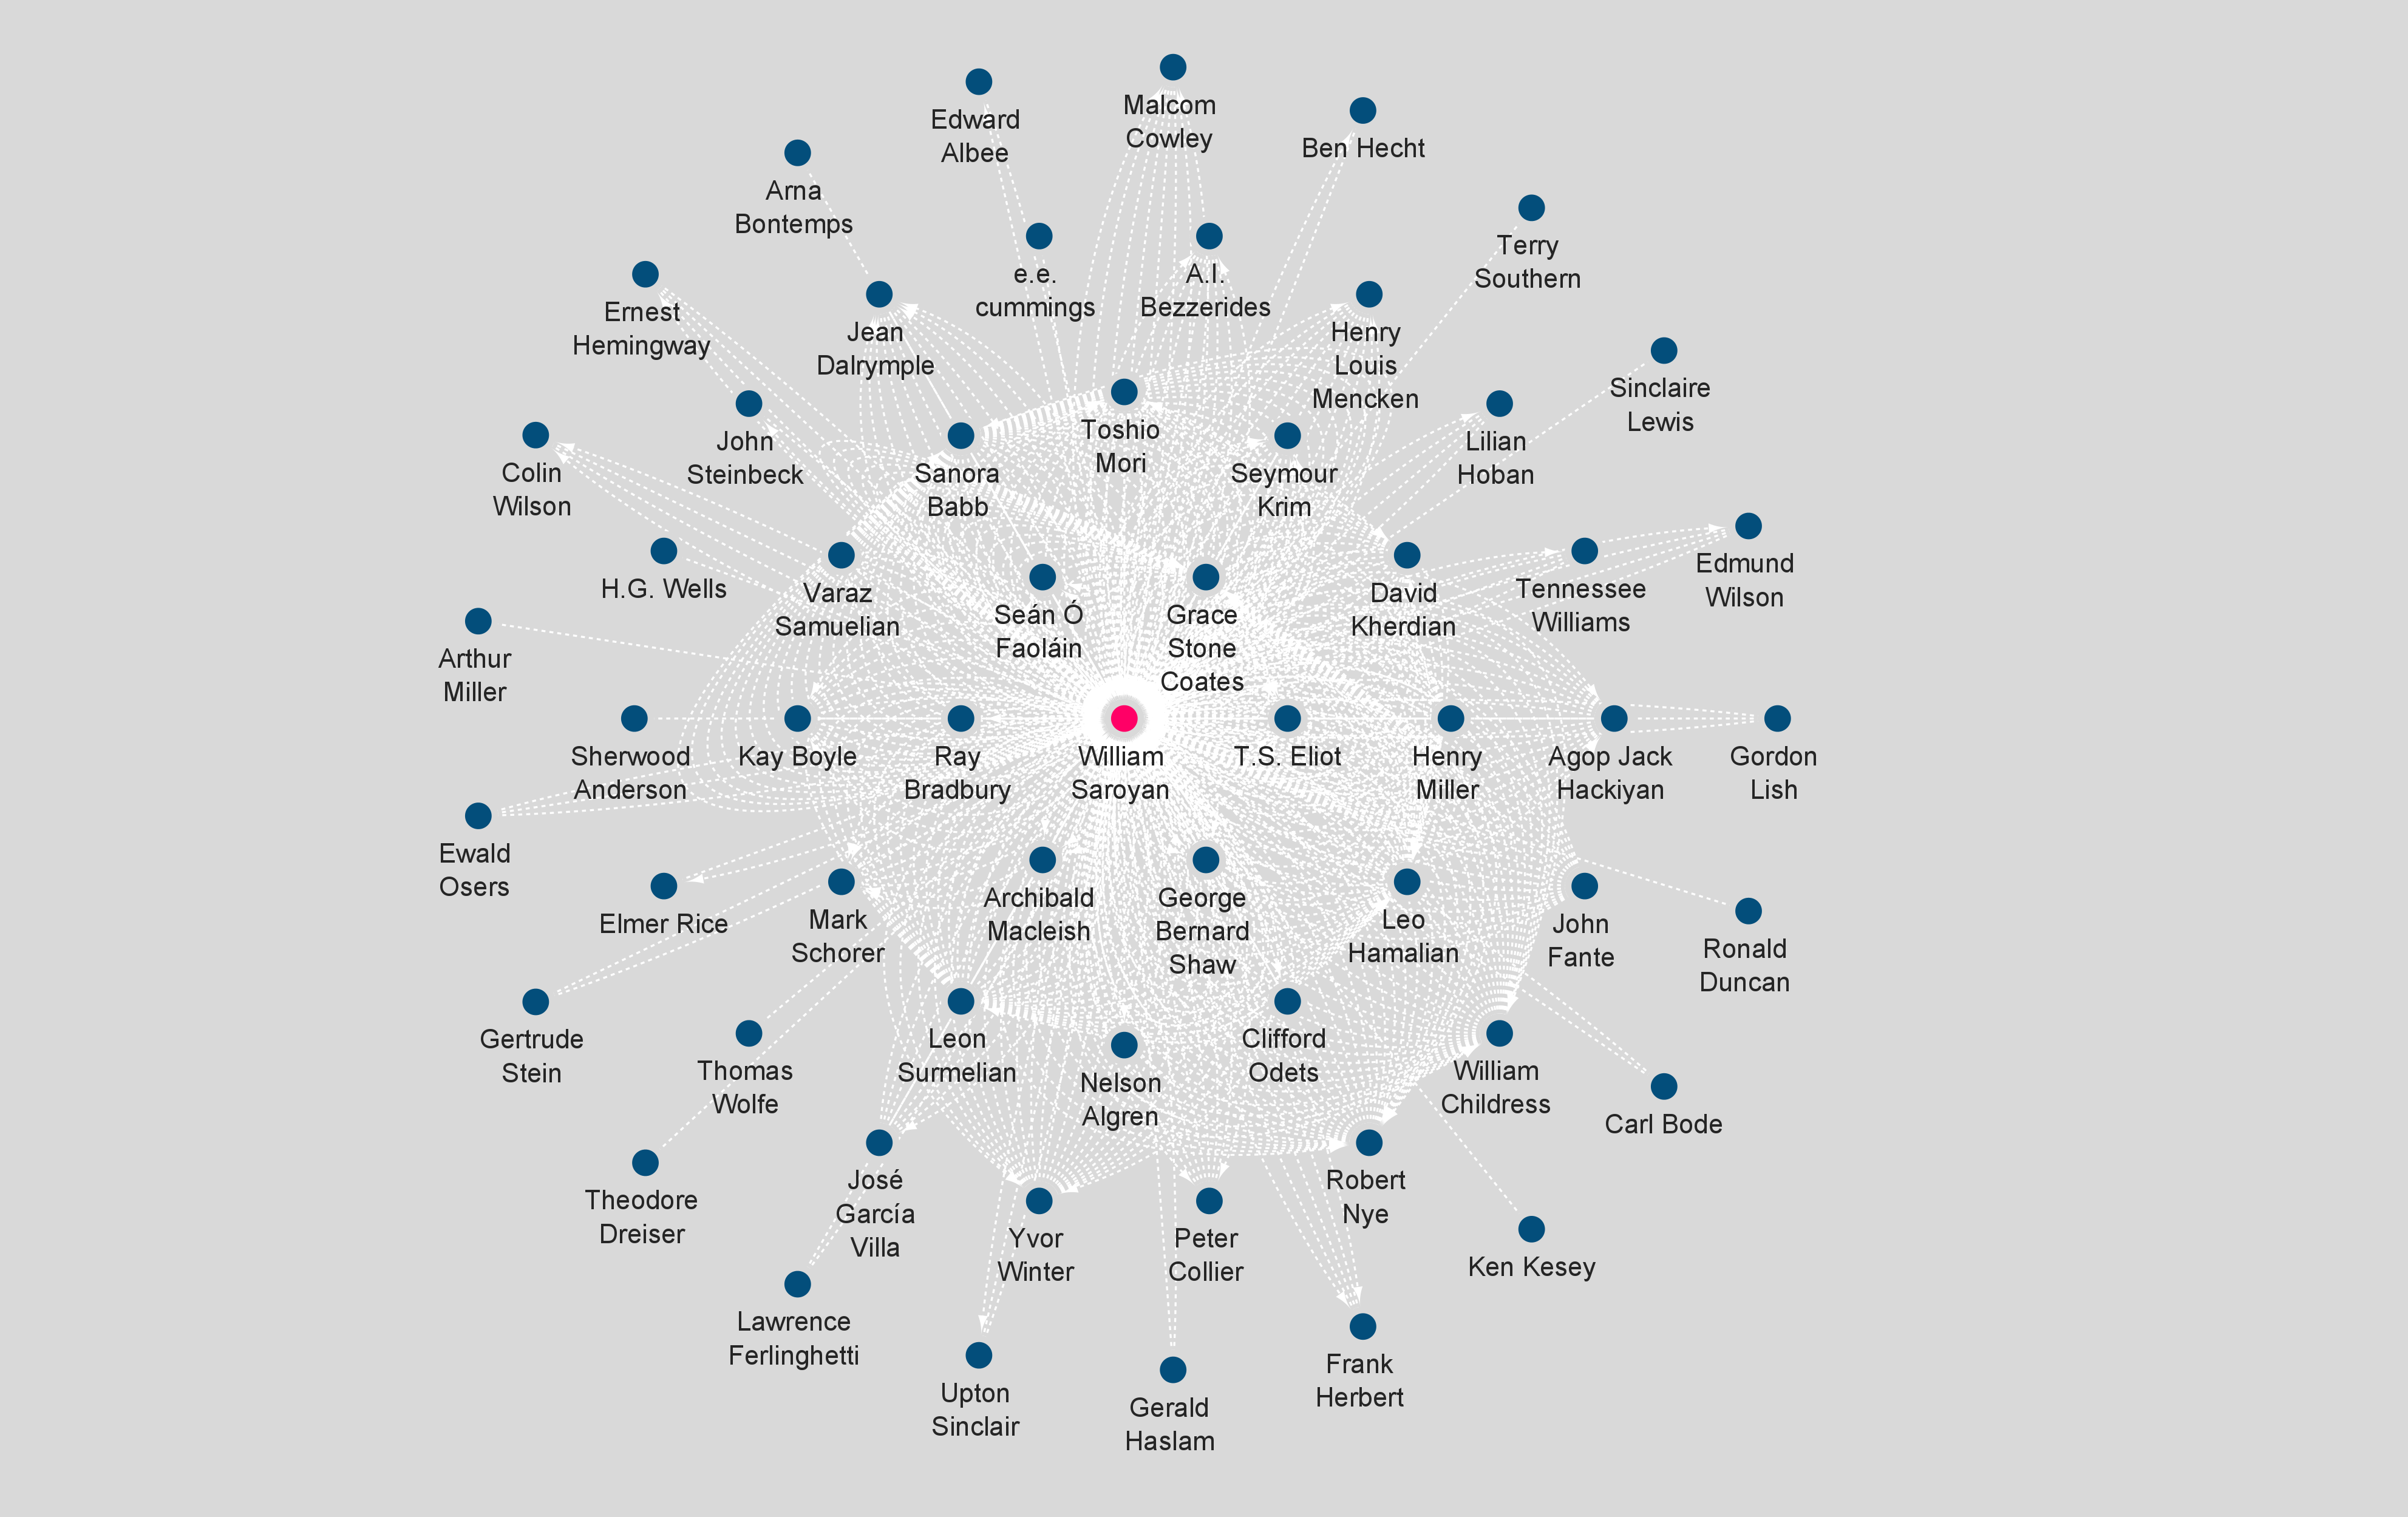 Malcom
Cowley
Edward
Albee
Ben Hecht
Arna
Bontemps
Terry
Southern
e.e.
cummings
A.I.
Bezzerides
Ernest
Hemingway
Jean
Dalrymple
Henry
Louis
Mencken
Sinclaire
Lewis
John
Steinbeck
Toshio
Mori
Lilian
Hoban
Colin
Wilson
Sanora
Babb
Seymour
Krim
Edmund
Wilson
H.G. Wells
Varaz
Samuelian
Seán Ó
Faoláin
Grace
Stone
Coates
David
Kherdian
Tennessee
Williams
Arthur
Miller
Sherwood
Anderson
Kay Boyle
Ray
Bradbury
William
Saroyan
T.S. Eliot
Henry
Miller
Agop Jack
Hackiyan
Gordon
Lish
Ewald
Osers
Elmer Rice
Mark
Schorer
Archibald
Macleish
George
Bernard
Shaw
Leo
Hamalian
John
Fante
Ronald
Duncan
Gertrude
Stein
Thomas
Wolfe
Leon
Surmelian
Nelson
Algren
Clifford
Odets
William
Childress
Carl Bode
Theodore
Dreiser
José
García
Villa
Yvor
Winter
Peter
Collier
Robert
Nye
Ken Kesey
Lawrence
Ferlinghetti
Upton
Sinclair
Gerald
Haslam
Frank
Herbert